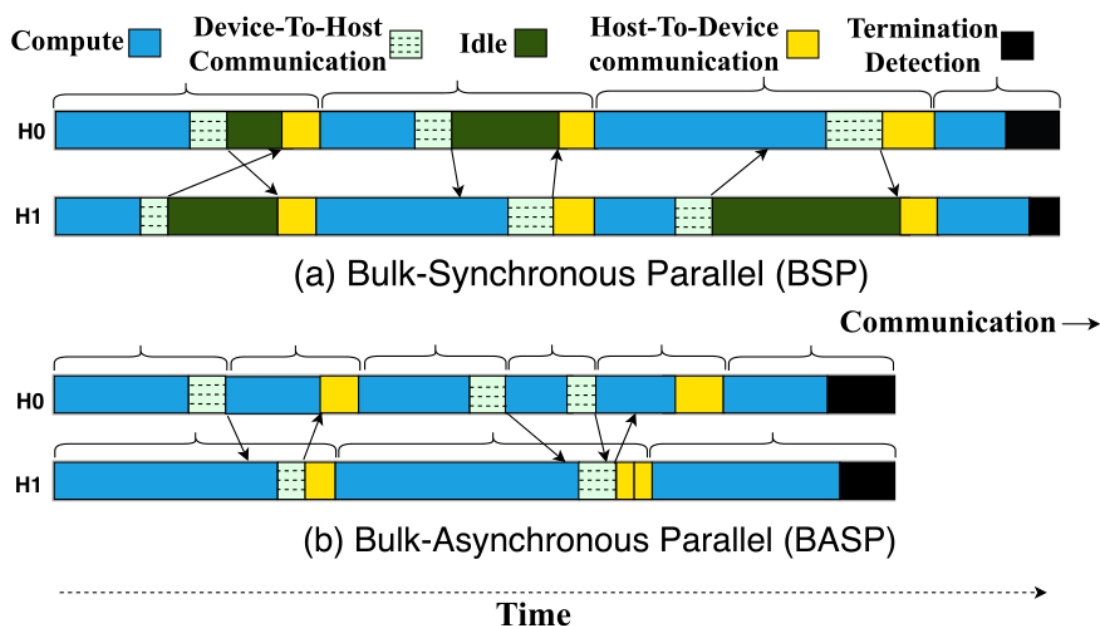 Compute
Device-To-Host
Communication
Idle
Host-To-Device
communication
Termination
Detection
H0
H1
(a) Bulk-Synchronous Parallel (BSP)
Communication
H0
H1
(b) Bulk-Asynchronous Parallel (BASP)
Time